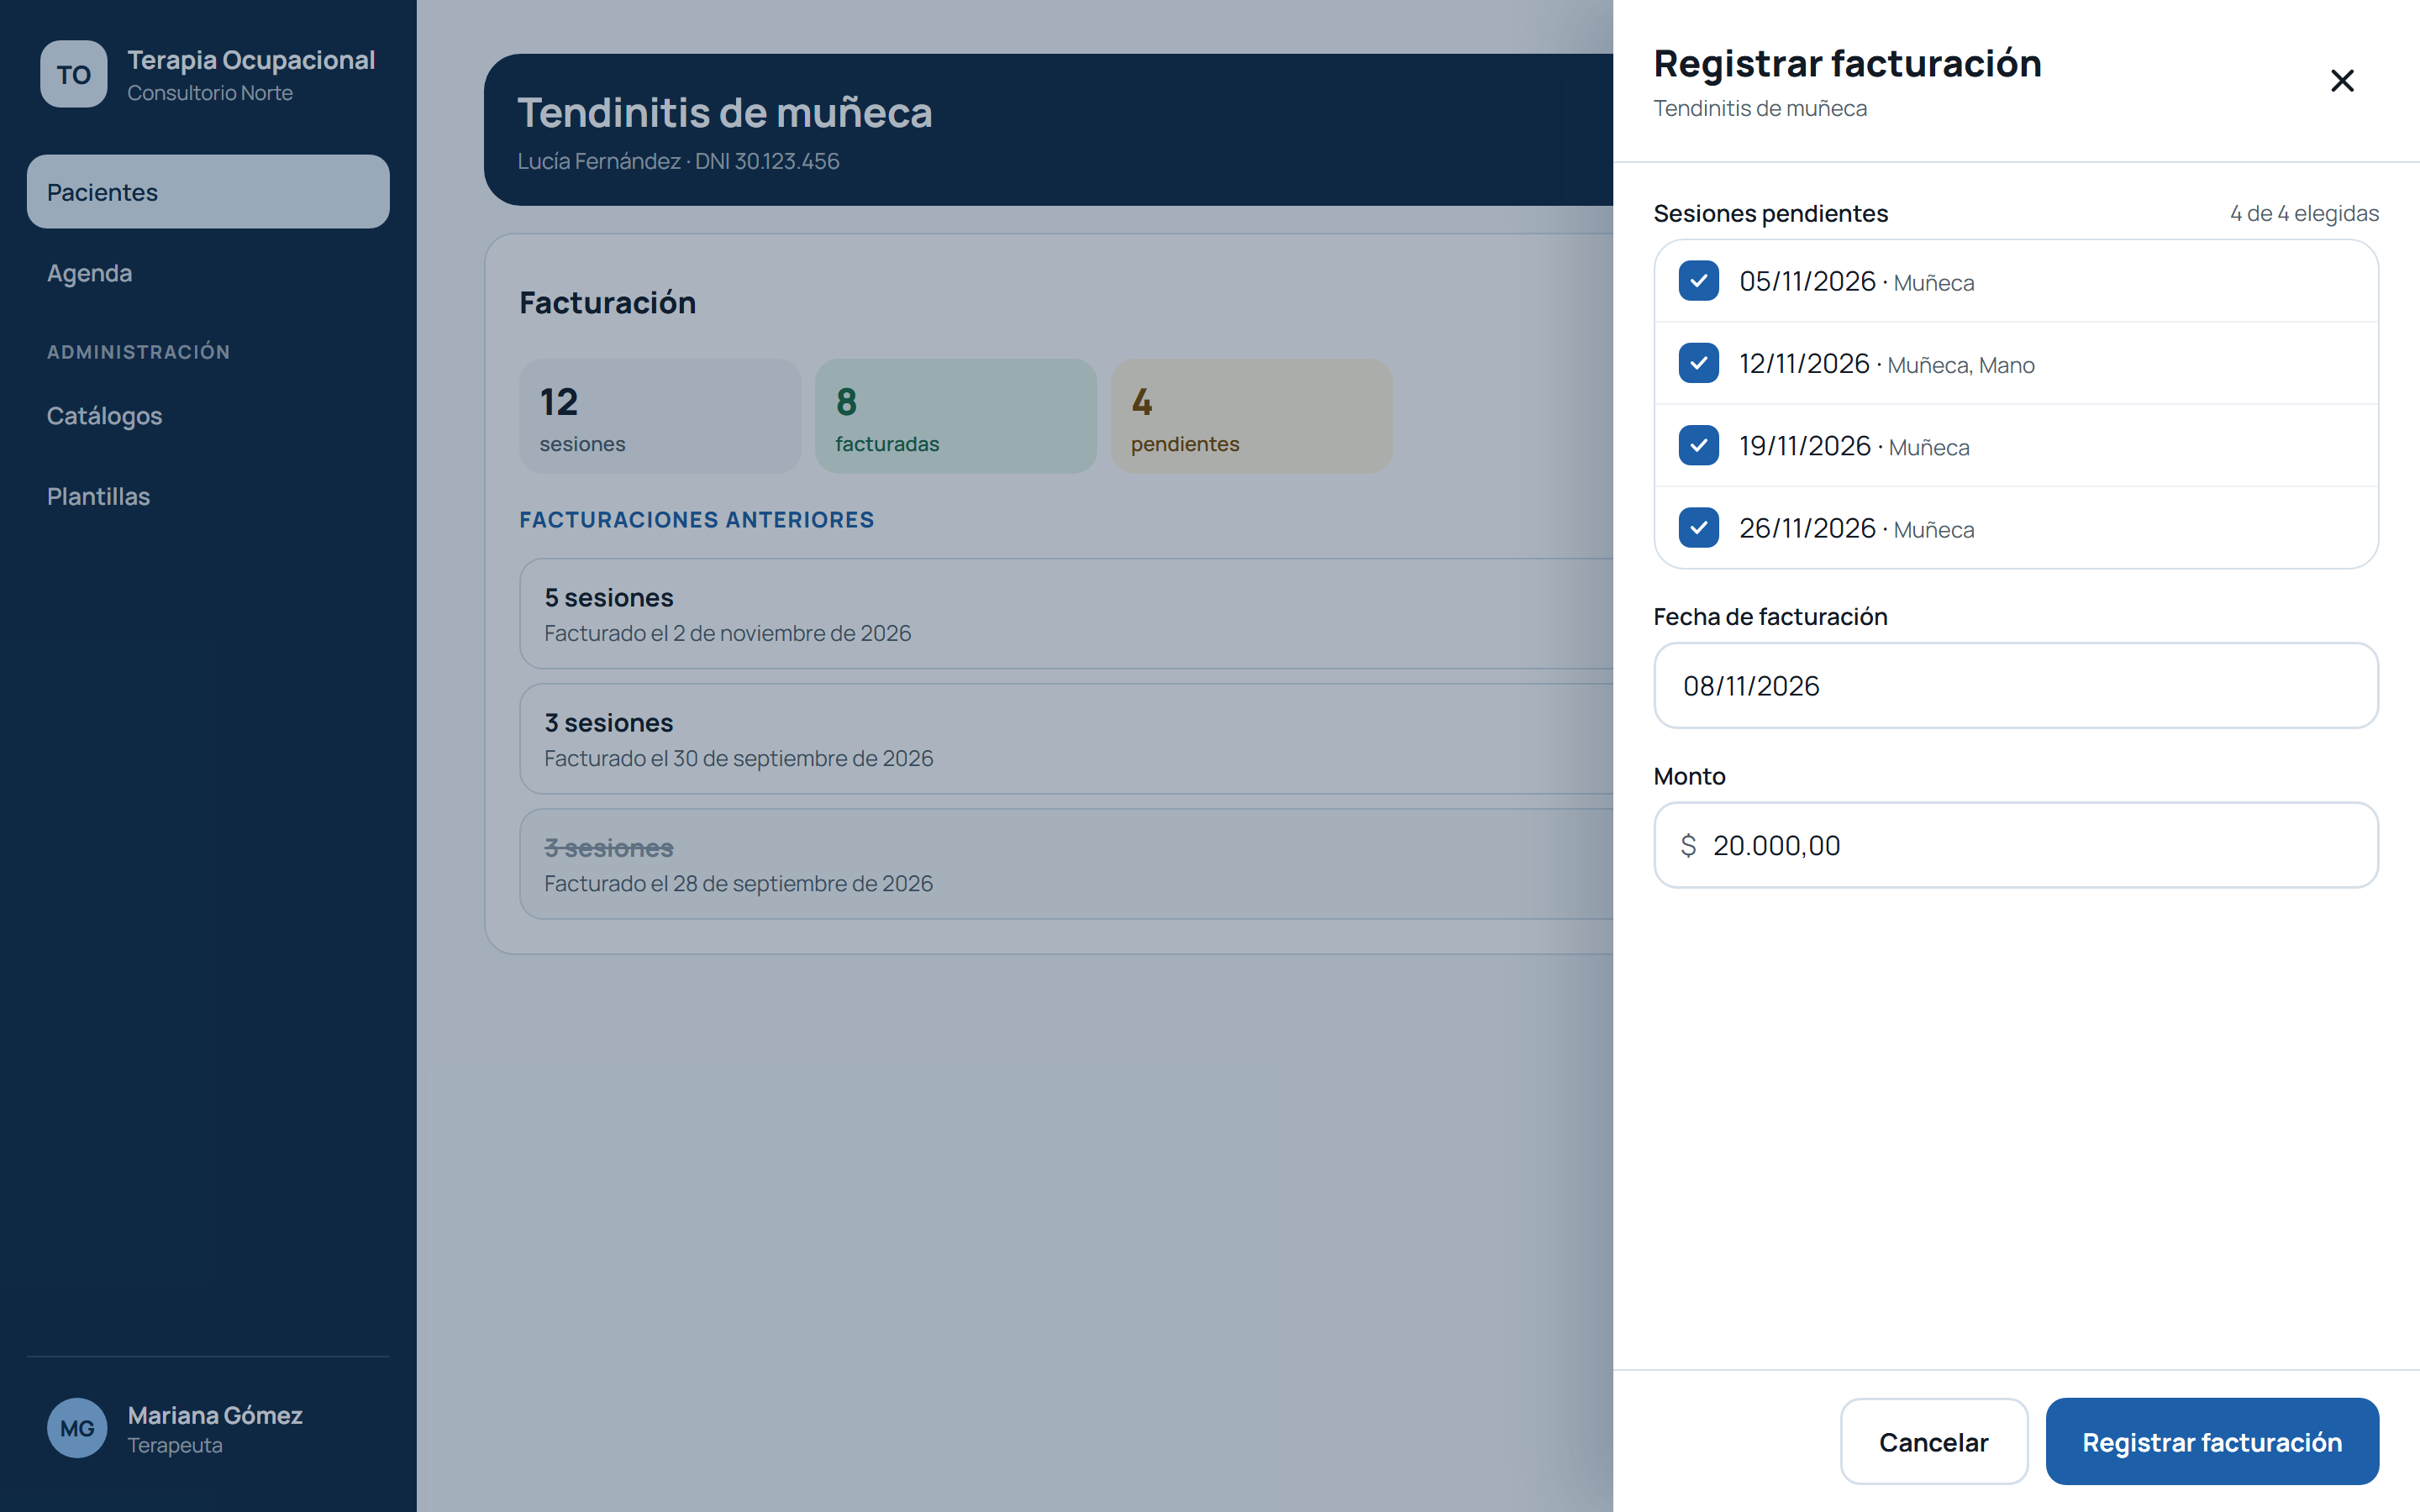 TO
Terapia Ocupacional
Consultorio Norte
Pacientes
Agenda
ADMINISTRACIÓN
Catálogos
Plantillas
MG
Mariana Gómez
Terapeuta
Tendinitis de muñeca
Lucía Fernández · DNI 30.123.456
Facturación
12
sesiones
8
facturadas
4
pendientes
FACTURACIONES ANTERIORES
5 sesiones
Facturado el 2 de noviembre de 2026
3 sesiones
Facturado el 30 de septiembre de 2026
3 sesiones
Facturado el 28 de septiembre de 2026
Registrar facturación
Tendinitis de muñeca
Sesiones pendientes
4 de 4 elegidas
05/11/2026 · Muñeca
12/11/2026 · Muñeca, Mano
19/11/2026 · Muñeca
26/11/2026 · Muñeca
Fecha de facturación
08/11/2026
Monto
$ 20.000,00
Cancelar
Registrar facturación